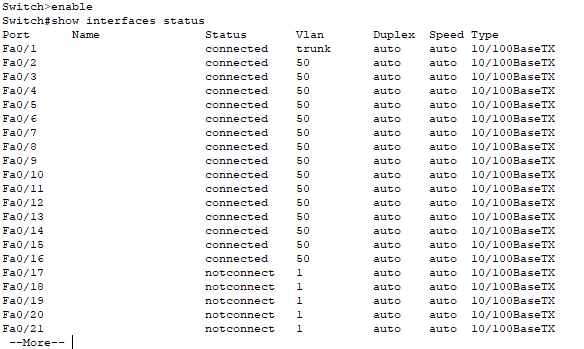 Switch>enable
Switch#show interfaces status
Port Name Status Vlan Duplex Speed Type
Fa0/1 connected trunk auto auto 10/100BaseTX
Fa0/2 connected 50 auto auto 10/100BaseTX
Fa0/3 connected 50 auto auto 10/100BaseTX
Fa0/4 connected 50 auto auto 10/100BaseTX
Fa0/5 connected 50 auto auto 10/100BaseTX
Fa0/6 connected 50 auto auto 10/100BaseTX
Fa0/7 connected 50 auto auto 10/100BaseTX
Fa0/8 connected 50 auto auto 10/100BaseTX
Fa0/9 connected 50 auto auto 10/100BaseTX
Fa0/10 connected 50 auto auto 10/100BaseTX
Fa0/11 connected 50 auto auto 10/100BaseTX
Fa0/12 connected 50 auto auto 10/100BaseTX
Fa0/13 connected 50 auto auto 10/100BaseTX
Fa0/14 connected 50 auto auto 10/100BaseTX
Fa0/15 connected 50 auto auto 10/100BaseTX
Fa0/16 connected 50 auto auto 10/100BaseTX
Fa0/17 notconnect 1 auto auto 10/100BaseTX
Fa0/18 notconnect 1 auto auto 10/100BaseTX
Fa0/19 notconnect 1 auto auto 10/100BaseTX
Fa0/20 notconnect 1 auto auto 10/100BaseTX
Fa0/21 notconnect 1 auto auto 10/100BaseTX
--More--